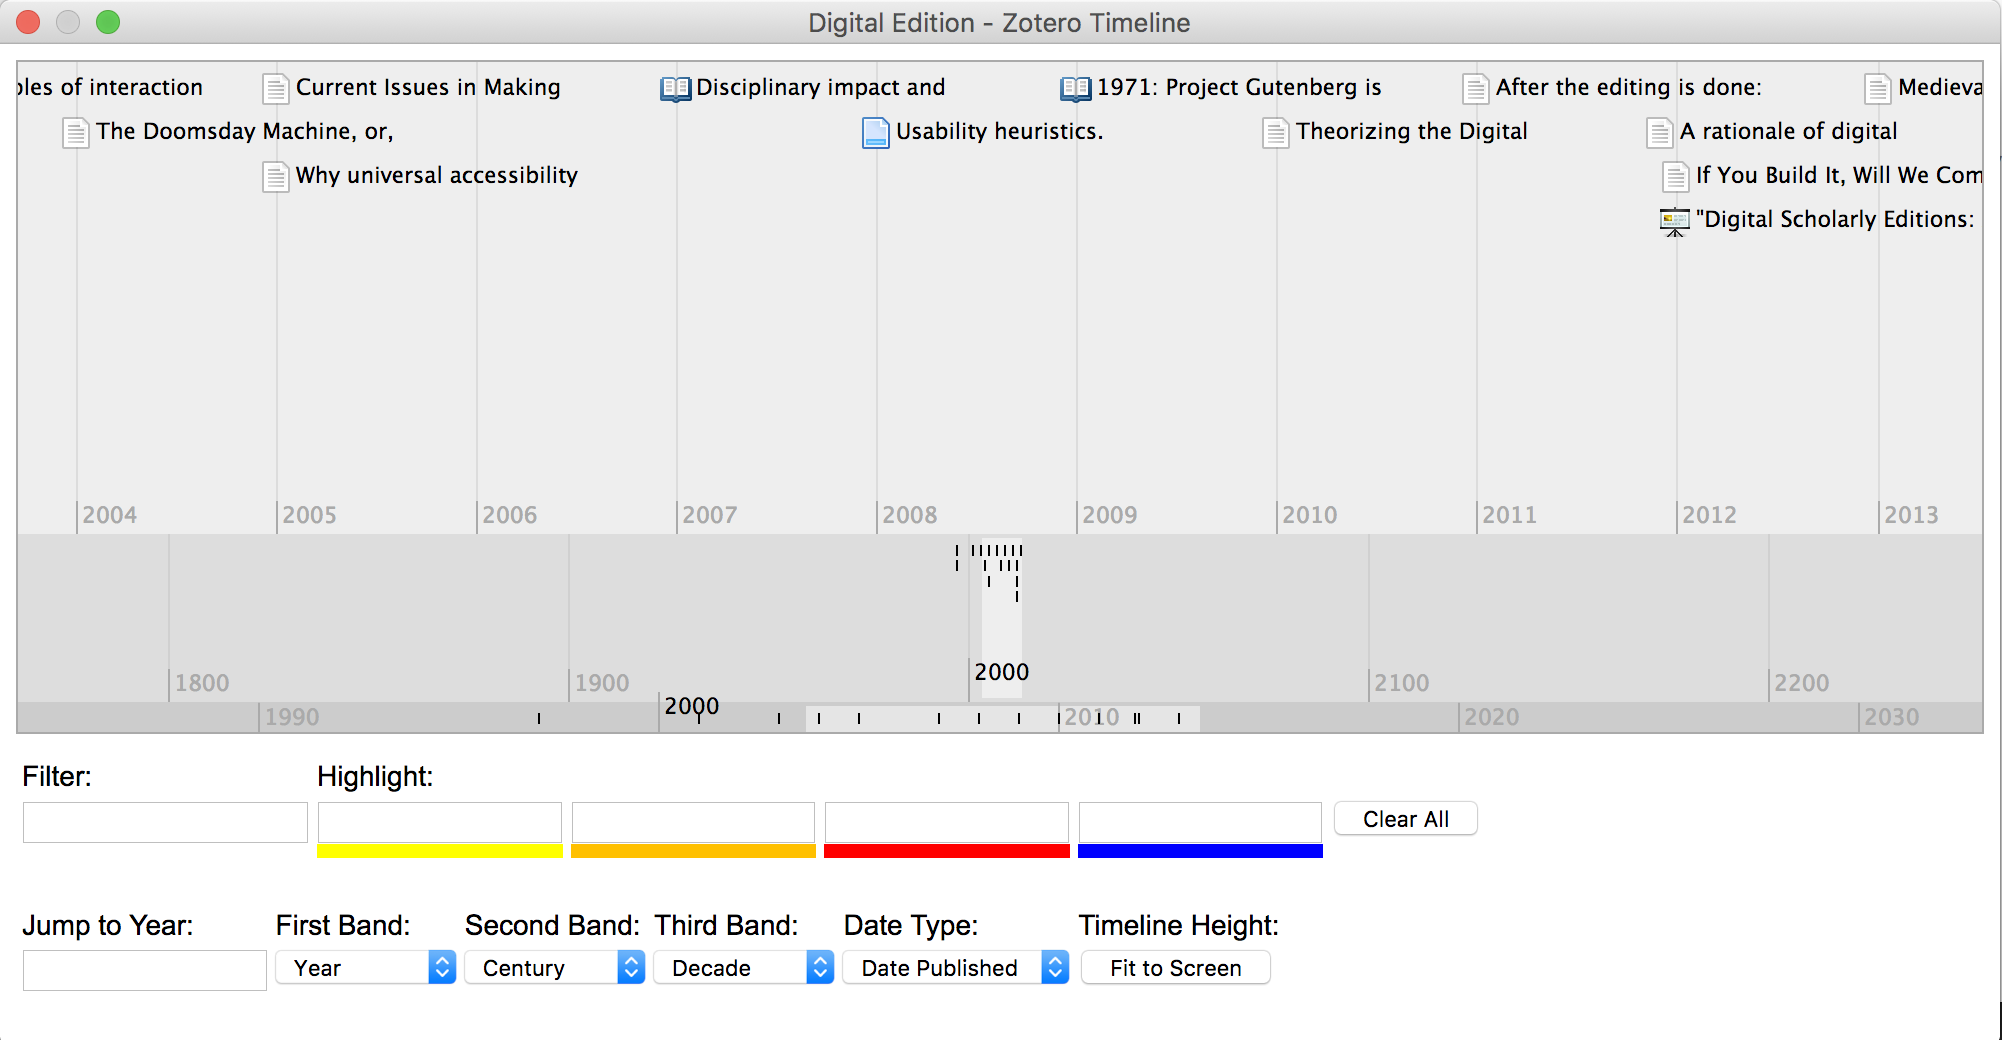 Digital Edition - Zotero Timeline
ples of interaction
Current Issues in Making
Disciplinary impact and
1971: Project Gutenberg is
After the editing is done:
Medieva
The Doomsday Machine, or,
Usability heuristics.
Theorizing the Digital
A rationale of digital
Why universal accessibility
If You Build It, Will We Com
"Digital Scholarly Editions:
2004 2005 2006 2007 2008 2009 2010 2011 2012 2013
1800 1900 2000 2100 2200
1990 2000 2010 2020 2030
Filter: Highlight:
Clear All
Jump to Year: First Band: Second Band: Third Band: Date Type: Timeline Height:
Year Century Decade Date Published Fit to Screen